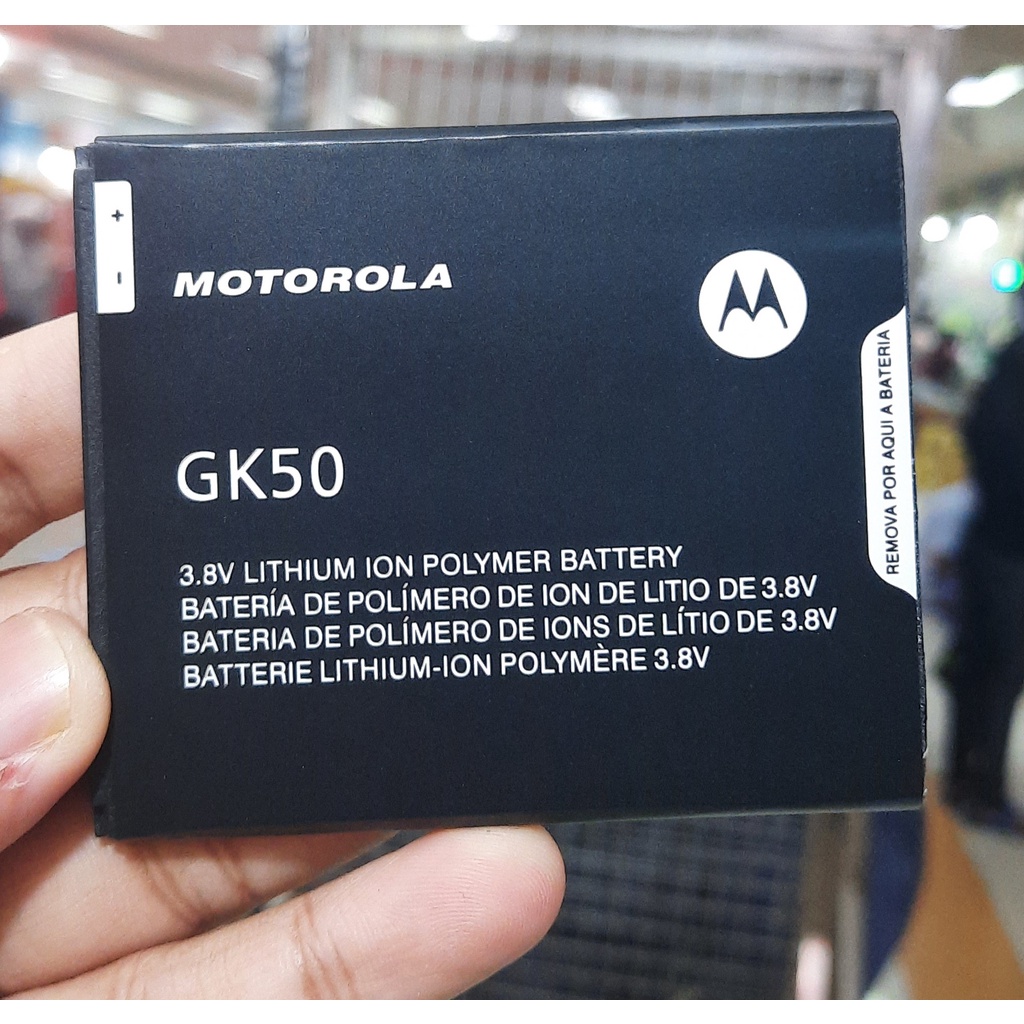 +
-
MOTOROLA
GK50
3.8V LITHIUM ION POLYMER BATTERY
BATERÍA DE POLÍMERO DE ION DE LITIO DE 3.8V
BATERIA DE POLÍMERO DE IONS DE LÍTIO DE 3.8V
BATTERIE LITHIUM-ION POLYMÈRE 3.8V
REMOVA POR AQUI A BATERIA